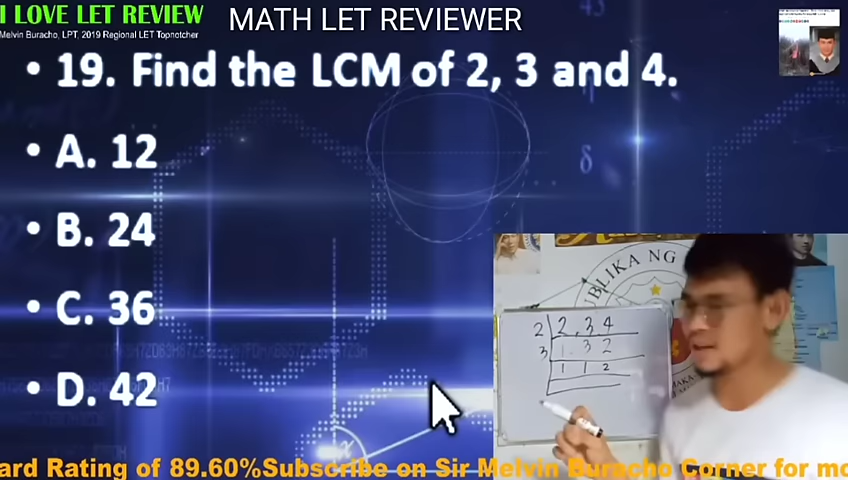 I LOVE LET REVIEW
Melvin Buracho, LPT, 2019 Regional LET Topnotcher
MATH LET REVIEWER
• 19. Find the LCM of 2, 3 and 4.
• A. 12
• B. 24
• C. 36
• D. 42
δ
BLIKA NG
2 2, 3 4
3 1 3 2
1 1 2
ard Rating of 89.60%Subscribe on Sir Melvin Buracho Corner for mo